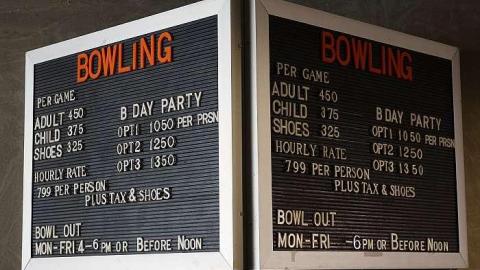 BOWLING
PER GAME
ADULT 450
CHILD 375
SHOES 325
HOURLY RATE
799 PER PERSON
PLUS TAX & SHOES
B DAY PARTY
OPT1 1050 PER PRSN
OPT2 1250
OPT3 1350
BOWL OUT
MON-FRI 4-6 PM OR BEFORE NOON
BOWLING
PER GAME
ADULT 450
CHILD 375
SHOES 325
HOURLY RATE
799 PER PERSON
PLUS TAX & SHOES
B DAY PARTY
OPT1 1050 PER PRSN
OPT2 1250
OPT3 1350
BOWL OUT
MON-FRI -6PM OR BEFORE NOON